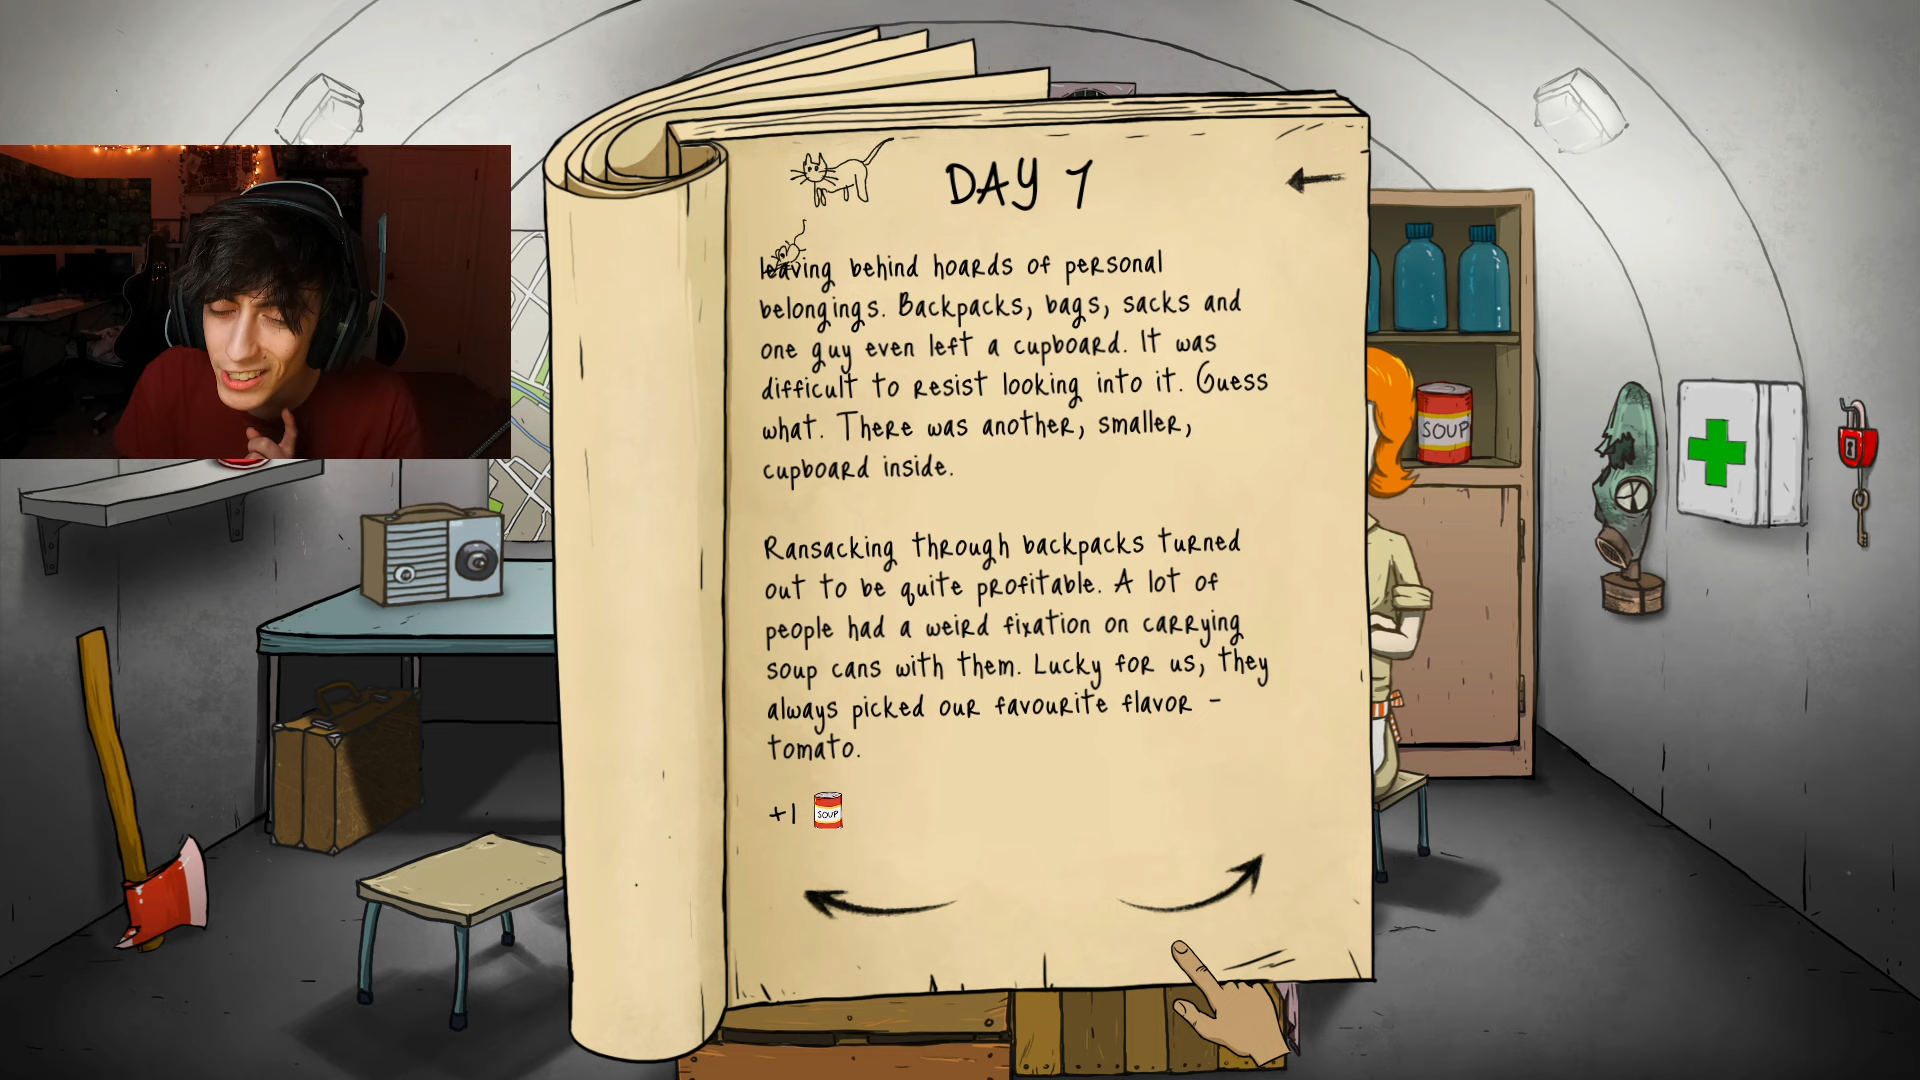 DAY 7
leaving behind hoards of personal
belongings. Backpacks, bags, sacks and
one guy even left a cupboard. It was
difficult to resist looking into it. Guess
what. There was another, smaller,
cupboard inside.
Ransacking through backpacks turned
out to be quite profitable. A lot of
people had a weird fixation on carrying
soup cans with them. Lucky for us, they
always picked our favourite flavor -
tomato.
+1 SOUP
SOUP